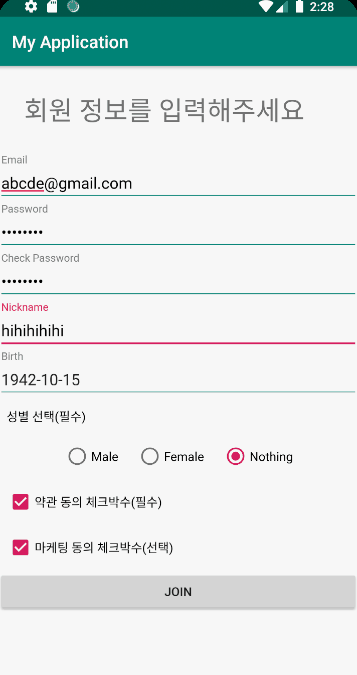 2:28
My Application
회원 정보를 입력해주세요
Email
abcde@gmail.com
Password
••••••••
Check Password
••••••••
Nickname
hihihihihi
Birth
1942-10-15
성별 선택(필수)
Male Female Nothing
약관 동의 체크박수(필수)
마케팅 동의 체크박수(선택)
JOIN